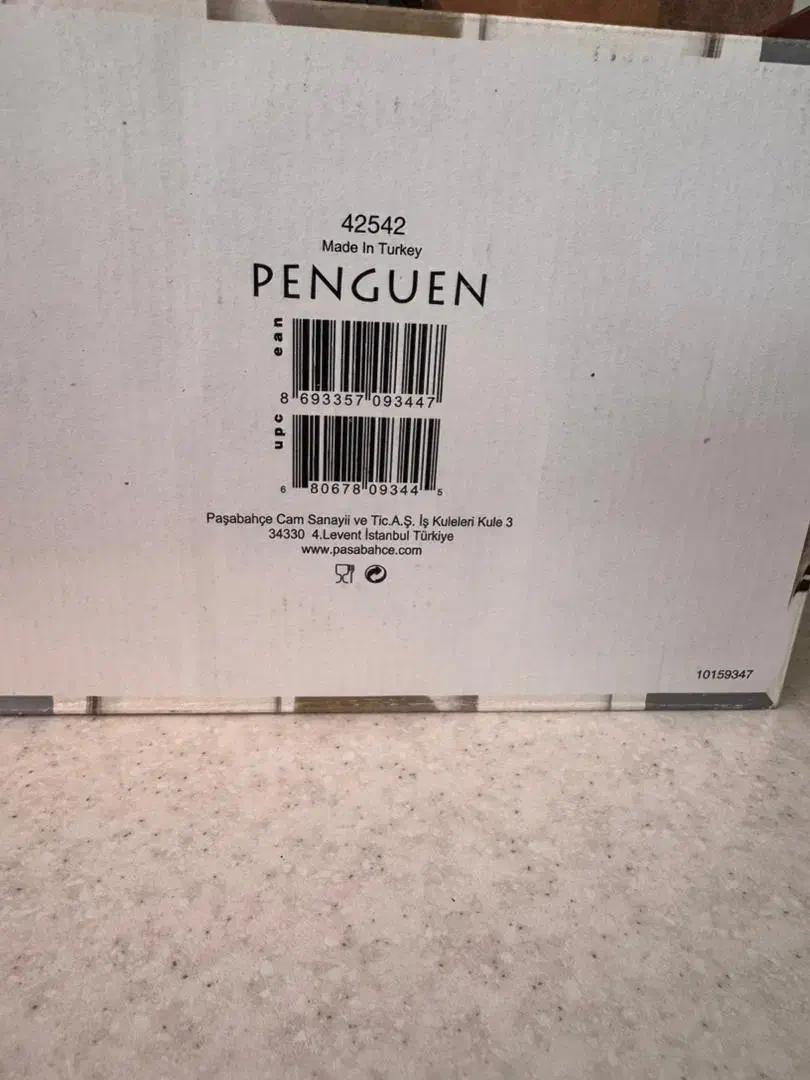 42542
Made In Turkey
PENGUEN
ean
8 693357 093447
upc
6 80678 09344 5
Paşabahçe Cam Sanayii ve Tic.A.Ş. İş Kuleleri Kule 3
34330 4.Levent İstanbul Türkiye
www.pasabahce.com
10159347